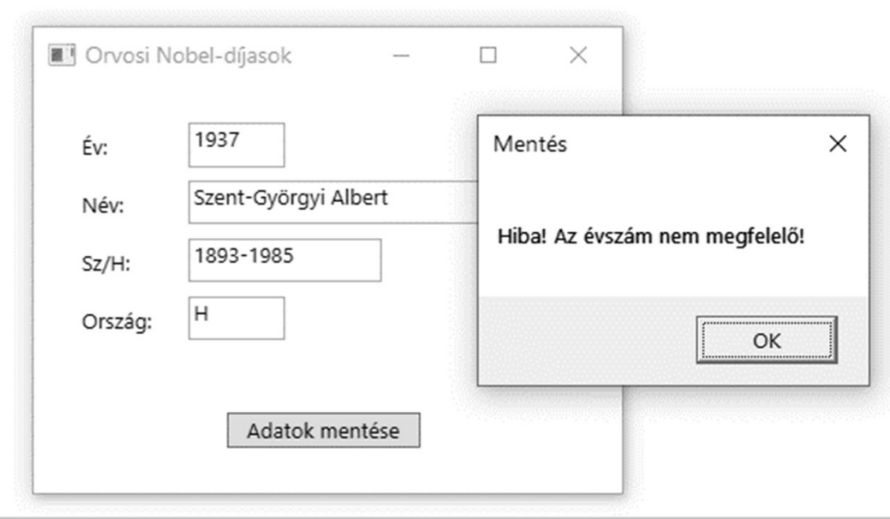 Orvosi Nobel-díjasok
Év: 1937
Név: Szent-Györgyi Albert
Sz/H: 1893-1985
Ország: H
Adatok mentése
Mentés
Hiba! Az évszám nem megfelelő!
OK